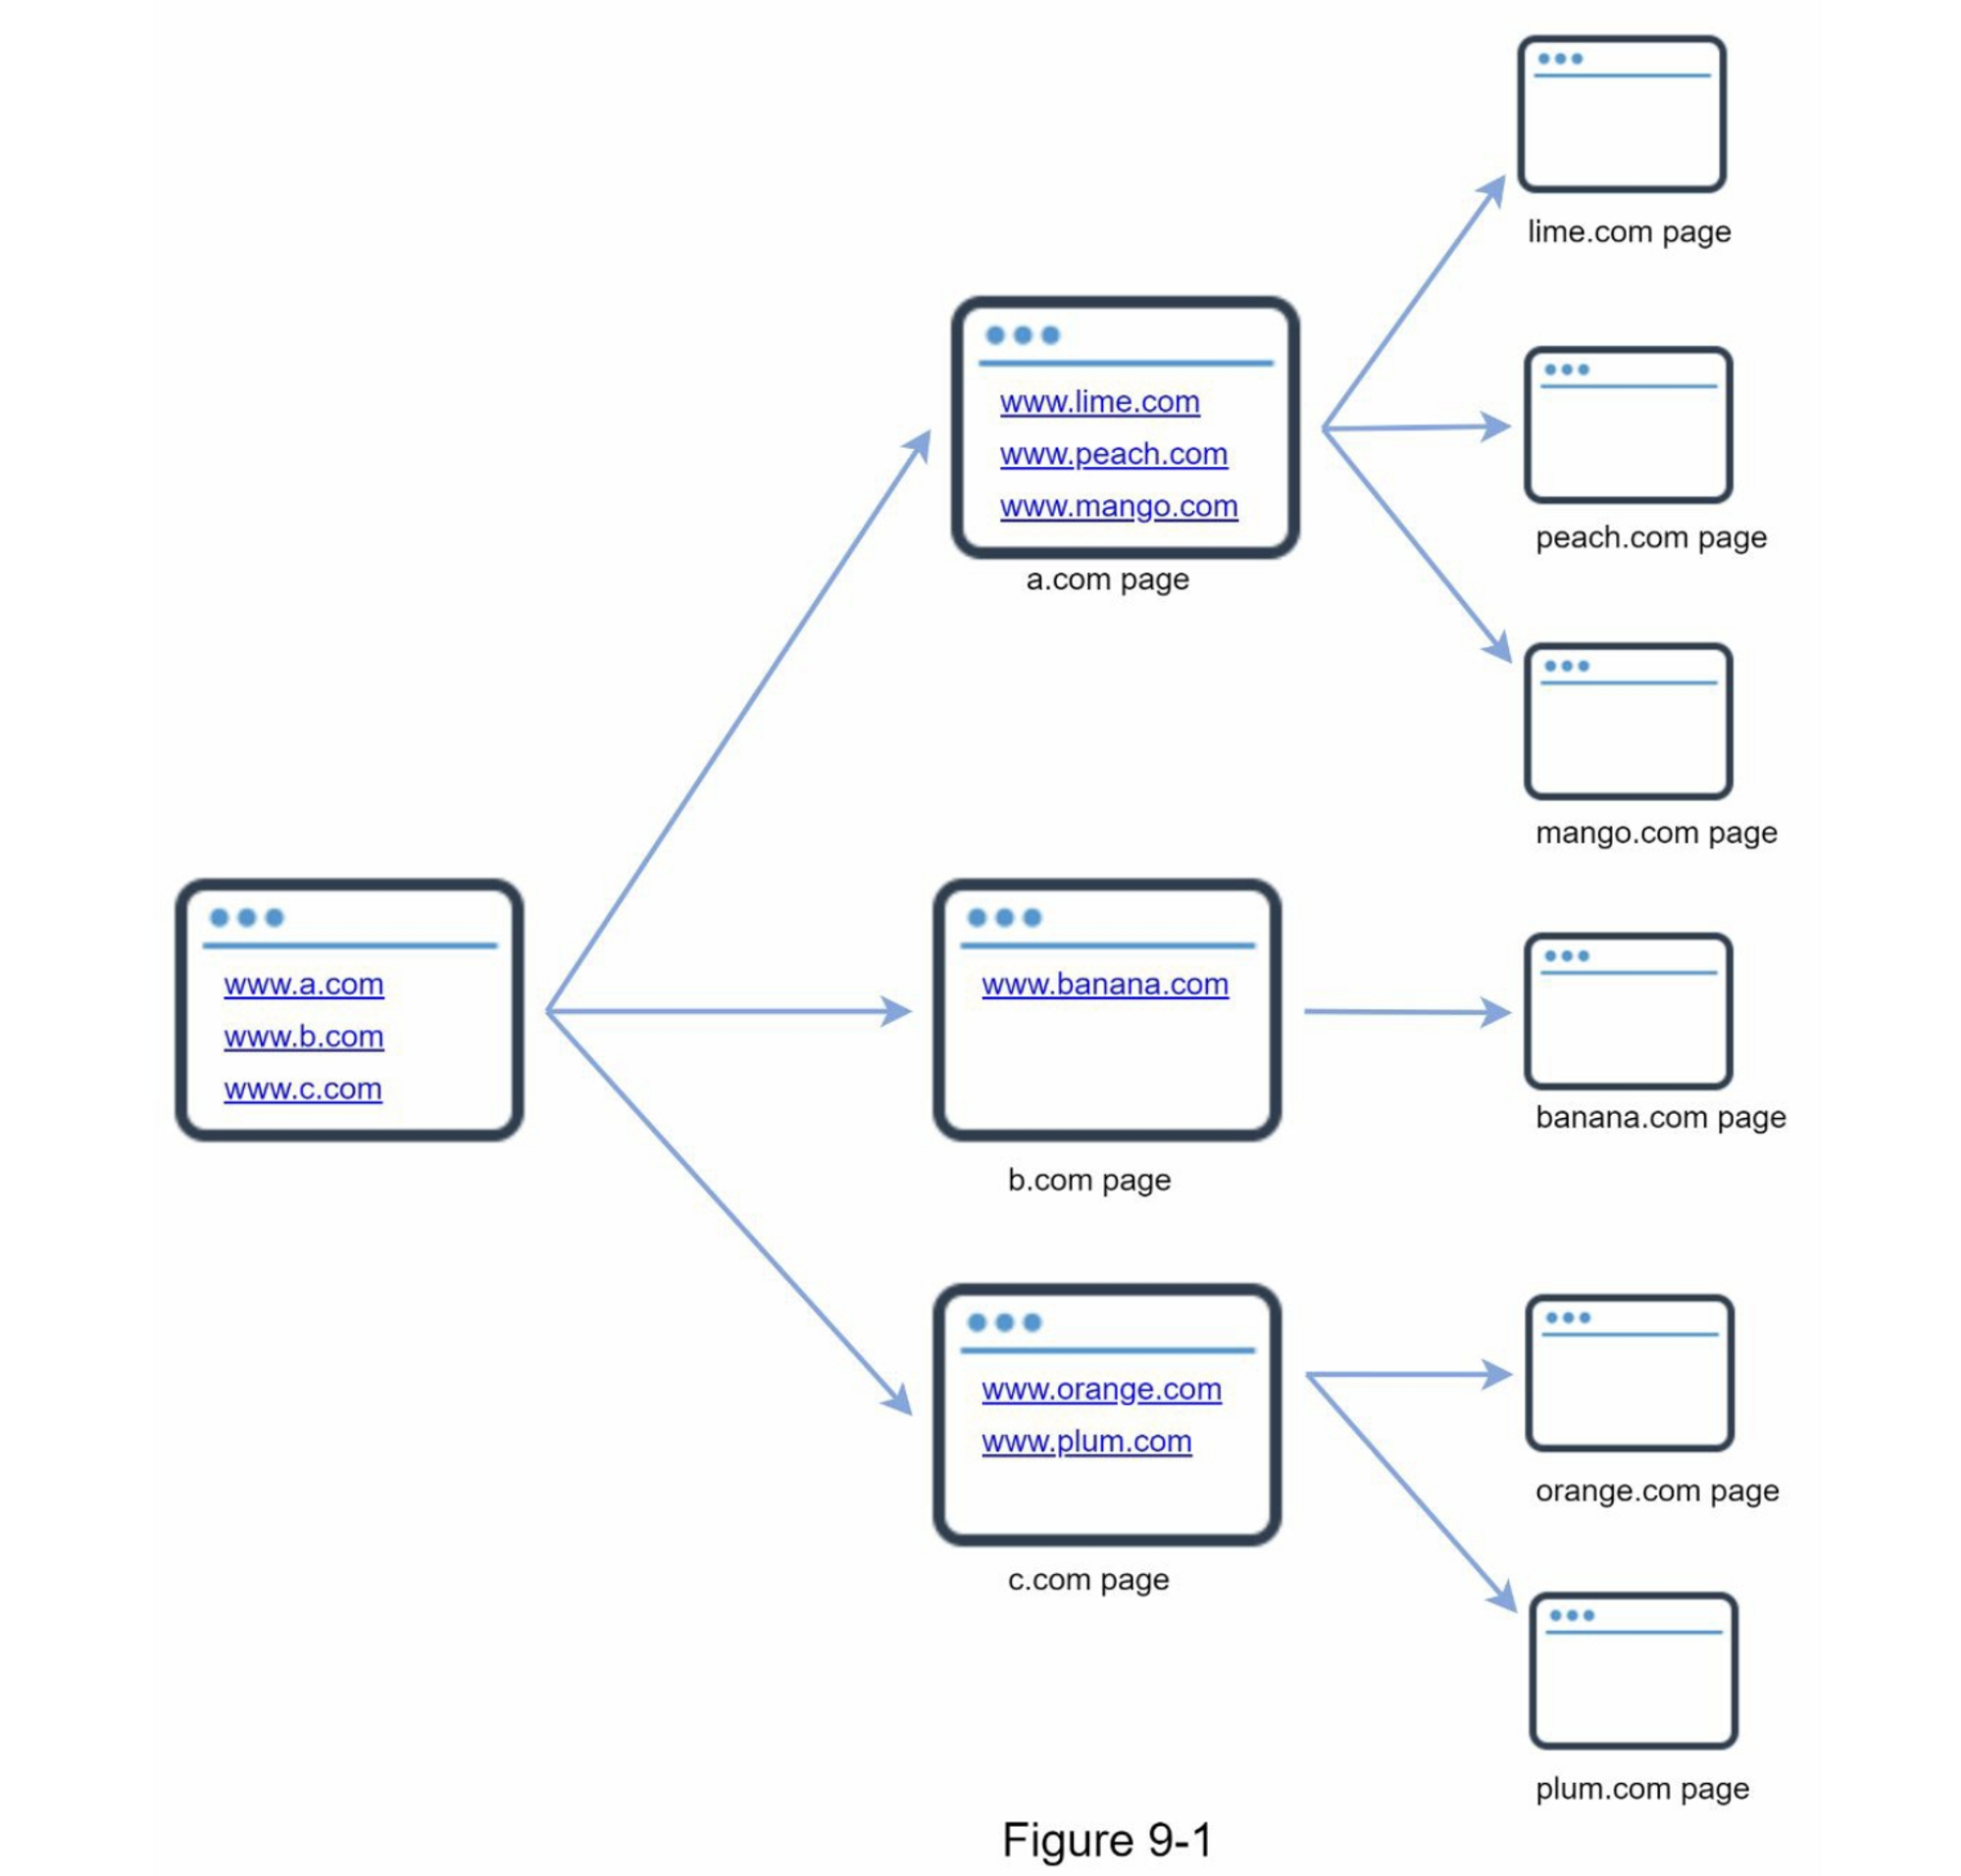 www.a.com
www.b.com
www.c.com
www.lime.com
www.peach.com
www.mango.com
a.com page
www.banana.com
b.com page
www.orange.com
www.plum.com
c.com page
lime.com page
peach.com page
mango.com page
banana.com page
orange.com page
plum.com page
Figure 9-1